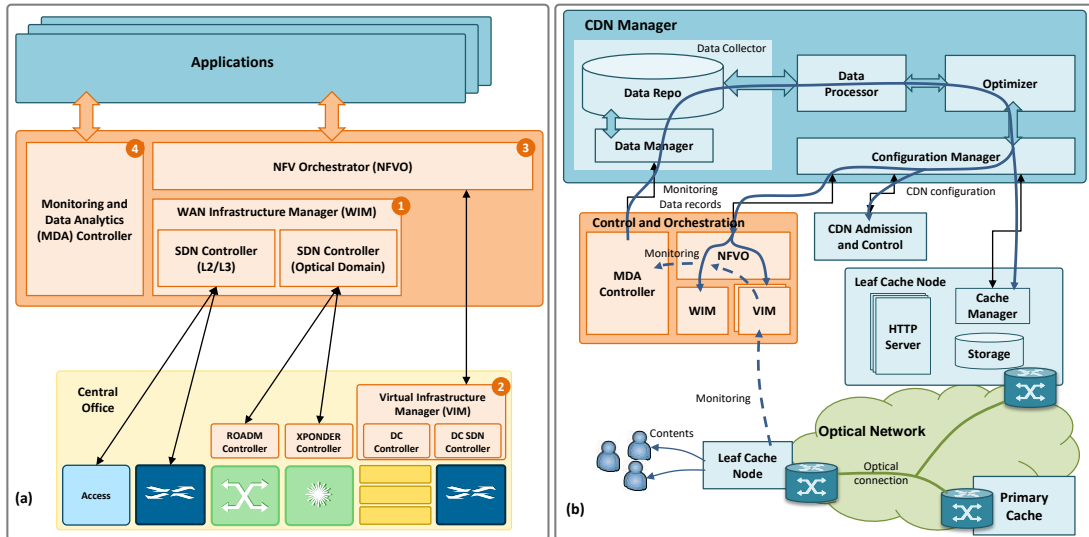 Applications
4
3
NFV Orchestrator (NFVO)
Monitoring and
Data Analytics
(MDA) Controller
WAN Infrastructure Manager (WIM)
1
SDN Controller
(L2/L3)
SDN Controller
(Optical Domain)
Central
Office
2
Virtual Infrastructure
Manager (VIM)
ROADM
Controller
XPONDER
Controller
DC
Controller
DC SDN
Controller
Access
(a)
CDN Manager
Data Collector
Data Repo
Data Manager
Data
Processor
Optimizer
Configuration Manager
Monitoring
Data records
CDN configuration
Control and Orchestration
MDA
Controller
Monitoring
NFVO
WIM
VIM
CDN Admission
and Control
Leaf Cache Node
Cache
Manager
HTTP
Server
Storage
Monitoring
Contents
Leaf Cache
Node
Optical Network
Optical
connection
Primary
Cache
(b)